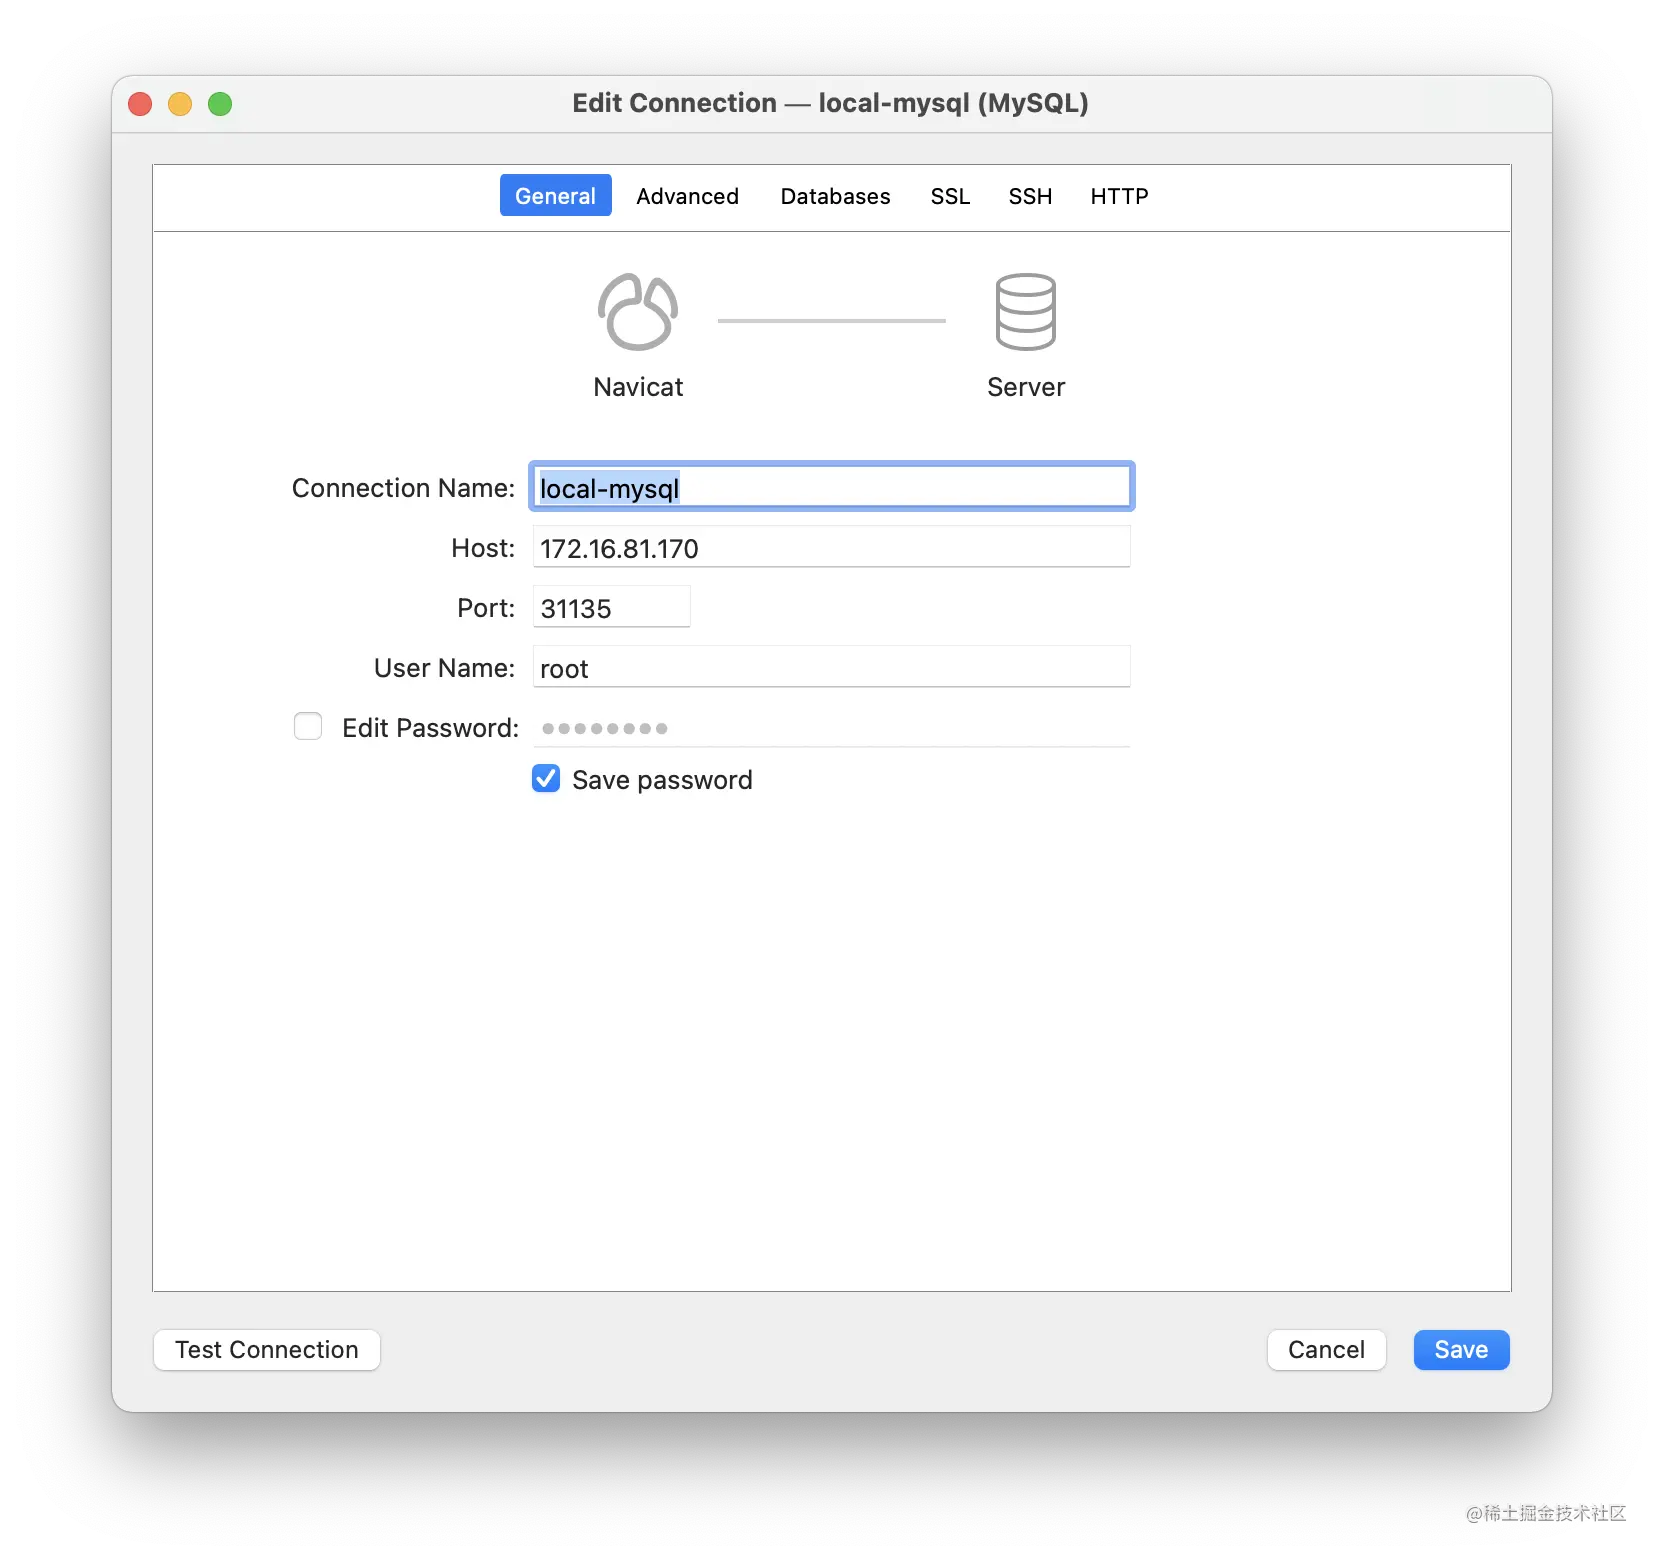 Edit Connection — local-mysql (MySQL)
General Advanced Databases SSL SSH HTTP
Navicat Server
Connection Name: local-mysql
Host: 172.16.81.170
Port: 31135
User Name: root
Edit Password: ••••••••
Save password
Test Connection Cancel Save
@稀土掘金技术社区